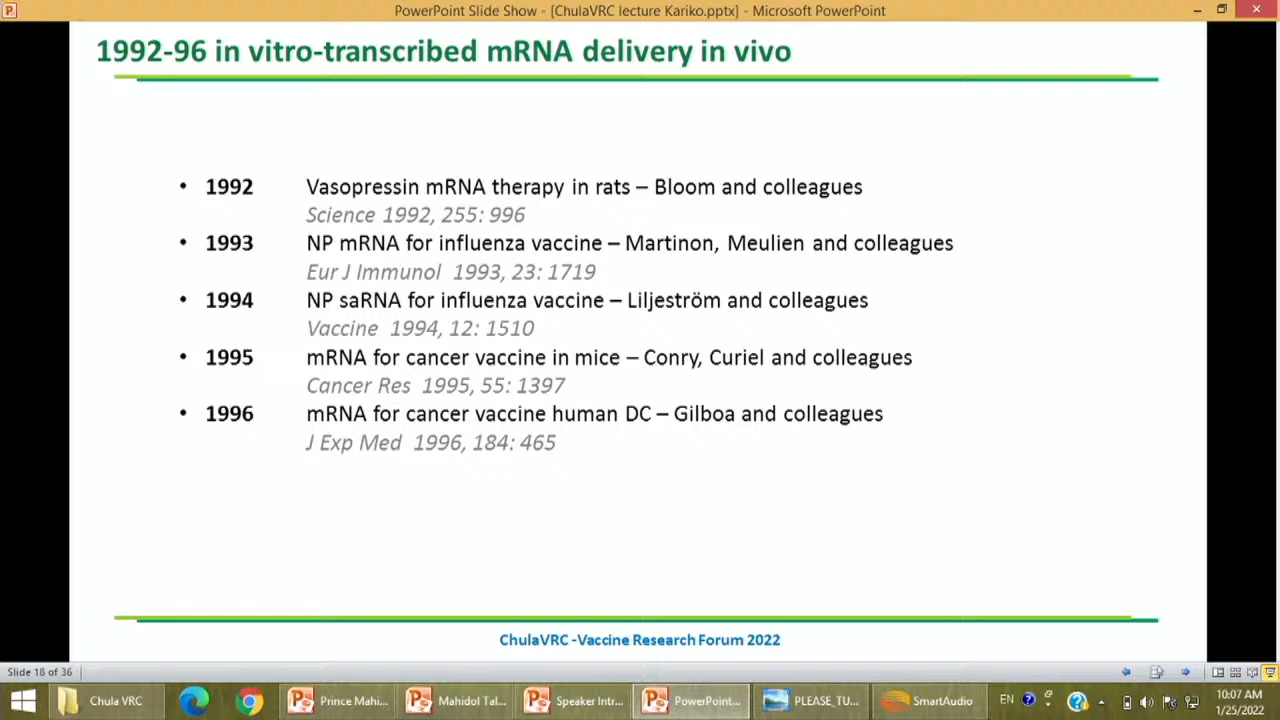 PowerPoint Slide Show - [ChulaVRC lecture Kariko.pptx] - Microsoft PowerPoint
1992-96 in vitro-transcribed mRNA delivery in vivo
• 1992 Vasopressin mRNA therapy in rats – Bloom and colleagues
Science 1992, 255: 996
• 1993 NP mRNA for influenza vaccine – Martinon, Meulien and colleagues
Eur J Immunol 1993, 23: 1719
• 1994 NP saRNA for influenza vaccine – Liljeström and colleagues
Vaccine 1994, 12: 1510
• 1995 mRNA for cancer vaccine in mice – Conry, Curiel and colleagues
Cancer Res 1995, 55: 1397
• 1996 mRNA for cancer vaccine human DC – Gilboa and colleagues
J Exp Med 1996, 184: 465
ChulaVRC -Vaccine Research Forum 2022
Slide 18 of 36
Chula VRC Prince Mahi... Mahidol Tal... Speaker Intr... PowerPoint... PLEASE_TU... SmartAudio EN 10:07 AM
1/25/2022